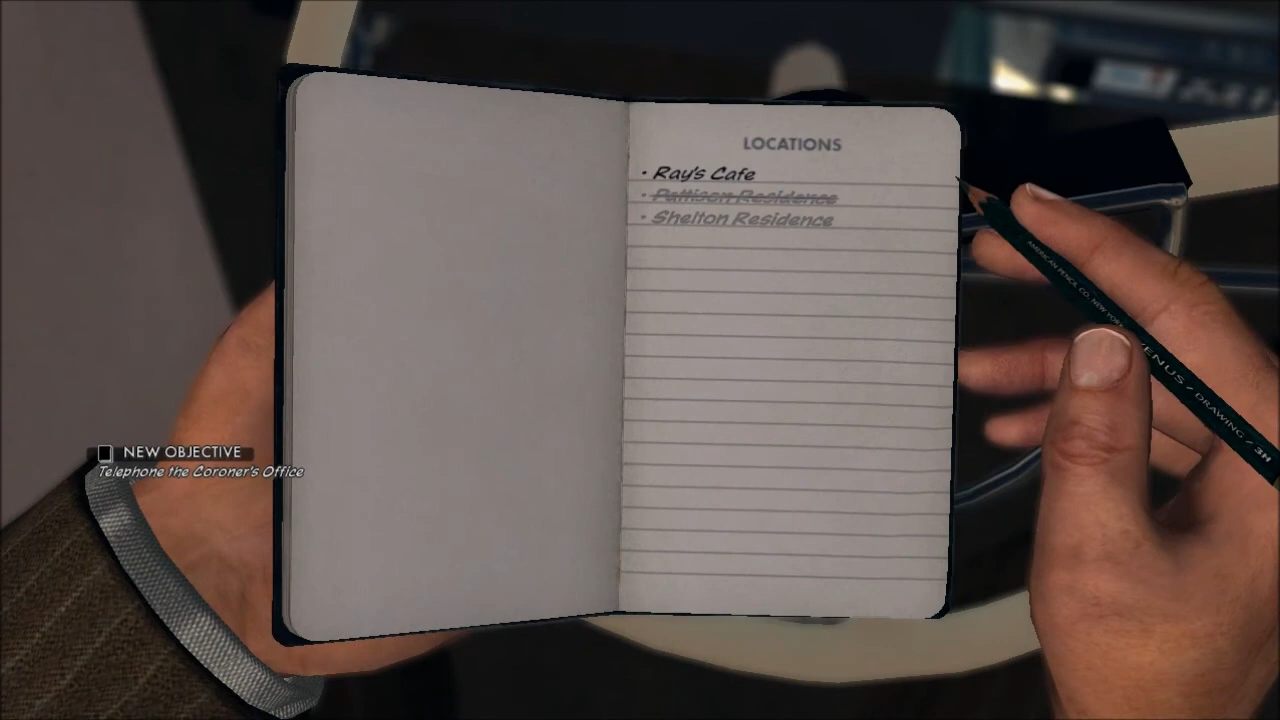 LOCATIONS
· Ray's Cafe
· Pattison Residence
· Shelton Residence
NEW OBJECTIVE
Telephone the Coroner's Office
AMERICAN PENCIL CO. NEW YORK
VENUS / DRAWING / 3H